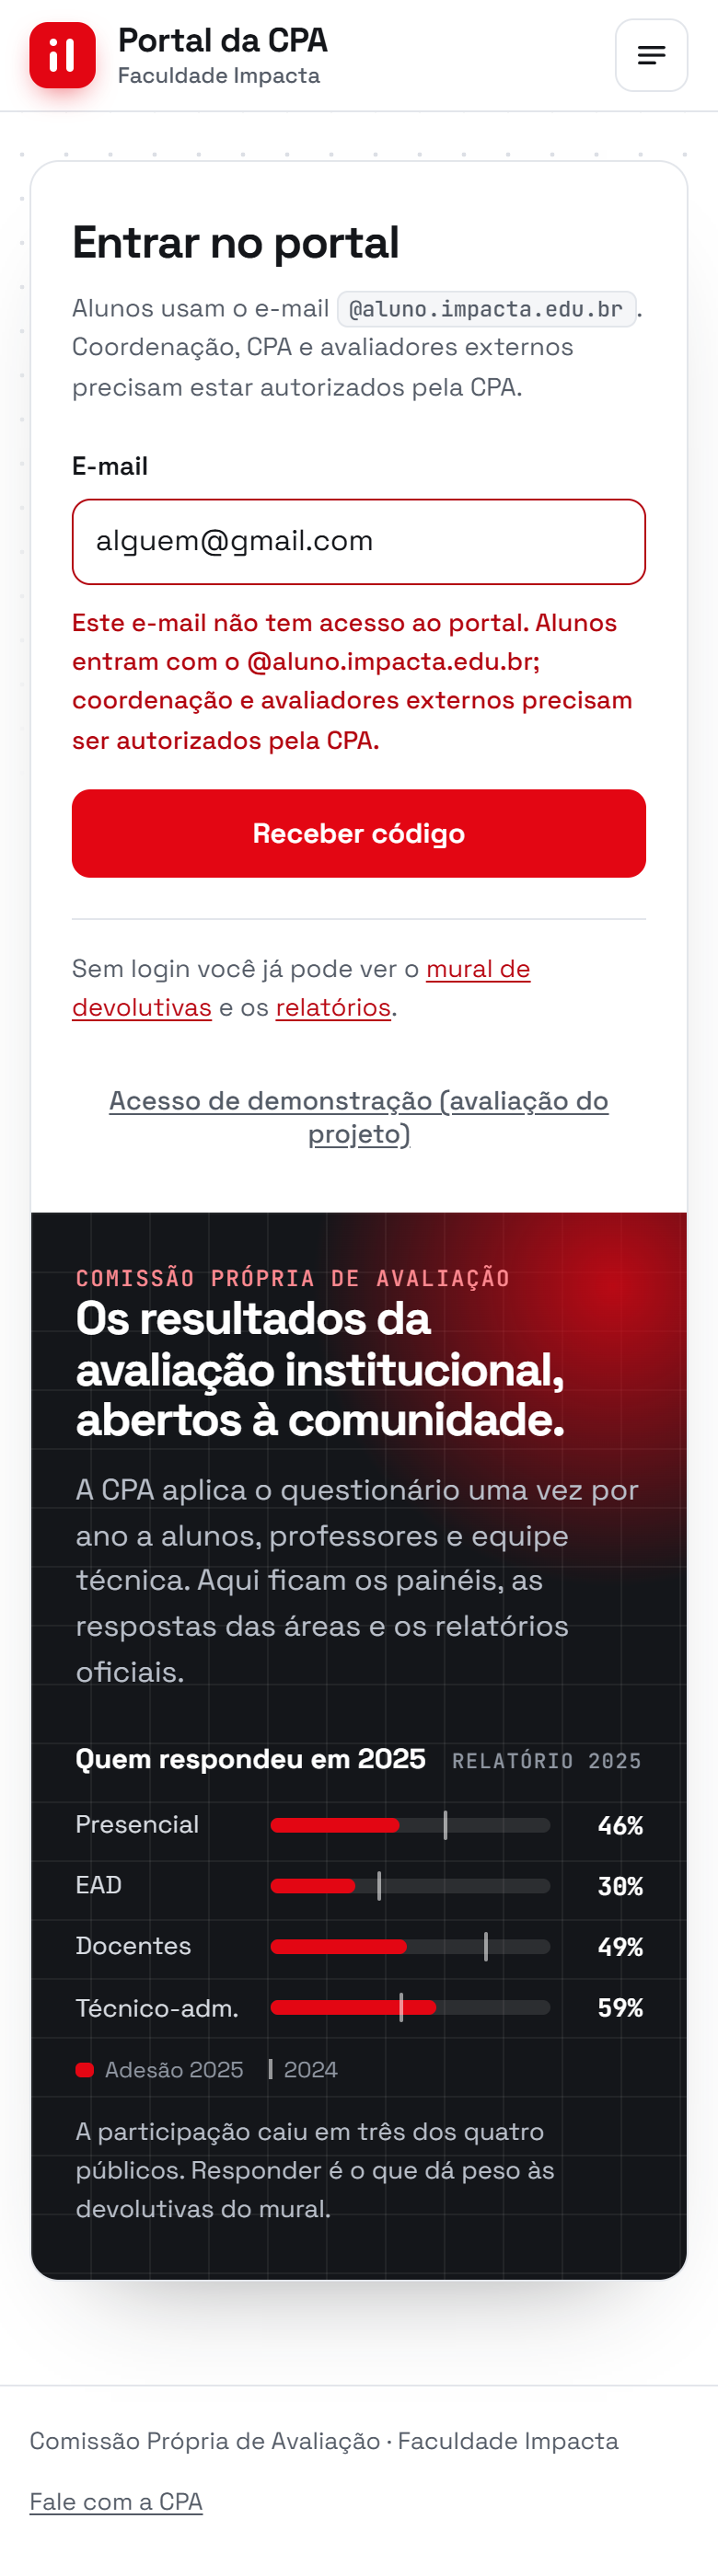 Portal da CPA
Faculdade Impacta
Entrar no portal
Alunos usam o e-mail @aluno.impacta.edu.br.
Coordenação, CPA e avaliadores externos
precisam estar autorizados pela CPA.
E-mail
alguem@gmail.com
Este e-mail não tem acesso ao portal. Alunos
entram com o @aluno.impacta.edu.br;
coordenação e avaliadores externos precisam
ser autorizados pela CPA.
Receber código
Sem login você já pode ver o mural de
devolutivas e os relatórios.
Acesso de demonstração (avaliação do
projeto)
COMISSÃO PRÓPRIA DE AVALIAÇÃO
Os resultados da
avaliação institucional,
abertos à comunidade.
A CPA aplica o questionário uma vez por
ano a alunos, professores e equipe
técnica. Aqui ficam os painéis, as
respostas das áreas e os relatórios
oficiais.
Quem respondeu em 2025 RELATÓRIO 2025
Presencial 46%
EAD 30%
Docentes 49%
Técnico-adm. 59%
Adesão 2025 2024
A participação caiu em três dos quatro
públicos. Responder é o que dá peso às
devolutivas do mural.
Comissão Própria de Avaliação · Faculdade Impacta
Fale com a CPA